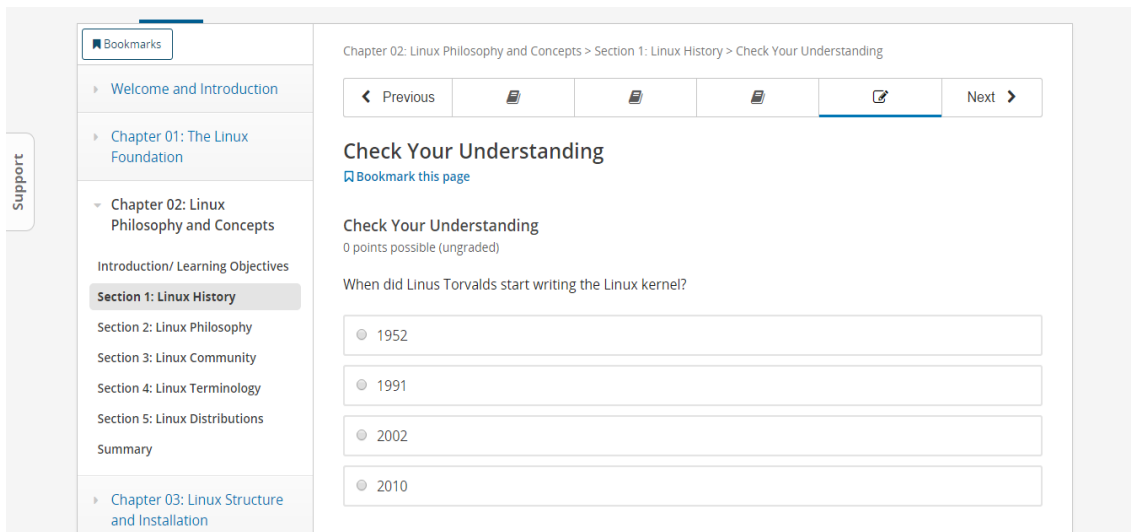 Support
Bookmarks
Welcome and Introduction
Chapter 01: The Linux
Foundation
Chapter 02: Linux
Philosophy and Concepts
Introduction/ Learning Objectives
Section 1: Linux History
Section 2: Linux Philosophy
Section 3: Linux Community
Section 4: Linux Terminology
Section 5: Linux Distributions
Summary
Chapter 03: Linux Structure
and Installation
Chapter 02: Linux Philosophy and Concepts > Section 1: Linux History > Check Your Understanding
Previous
Next
Check Your Understanding
Bookmark this page
Check Your Understanding
0 points possible (ungraded)
When did Linus Torvalds start writing the Linux kernel?
1952
1991
2002
2010